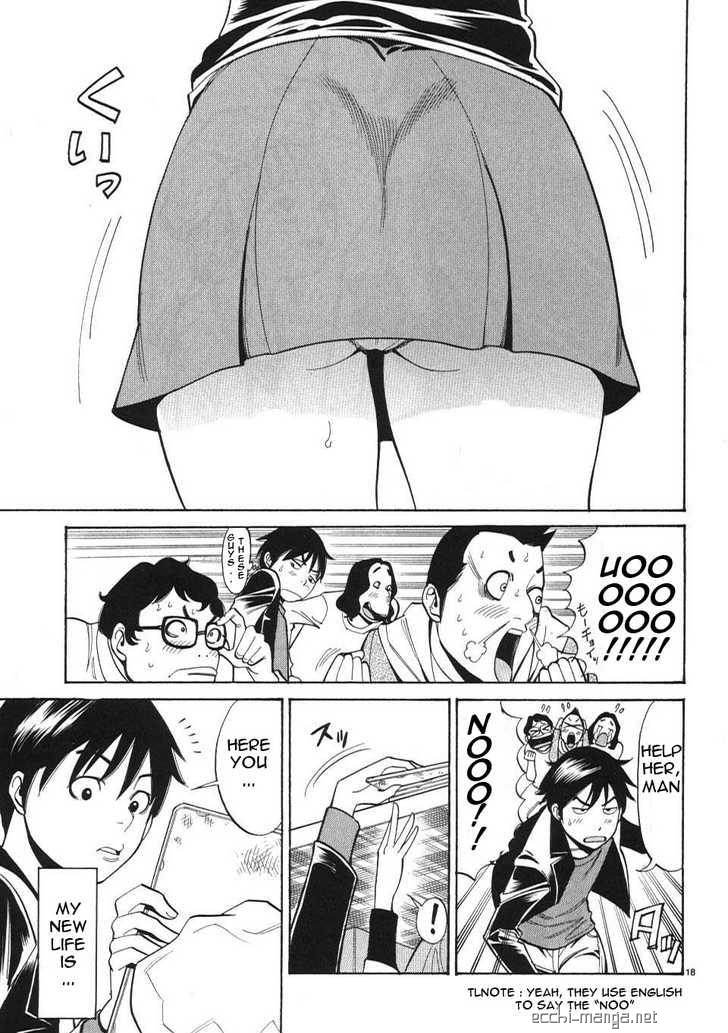 くいっ
UOO
OOO
OOO
!!!!!
もーチョイ
THESE
GUYS..
HELP
HER,
MAN
NOOO!!
ダッ
スッ
!
HERE
YOU
...
MY
NEW
LIFE
IS
...
18
TLNOTE : YEAH, THEY USE ENGLISH
TO SAY THE "NOO"
ecchi-manga.net